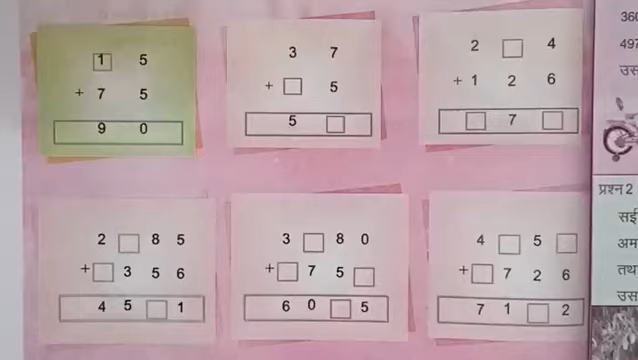 1 5
+ 7 5
9 0
3 7
+ □ 5
5 □
2 □ 4
+ 1 2 6
□ 7 □
2 □ 8 5
+ □ 3 5 6
4 5 □ 1
3 □ 8 0
+ □ 7 5 □
6 0 □ 5
4 □ 5 □
+ □ 7 2 6
7 1 □ 2
360
497
उस
प्रश्न 2
सई
अम
तथ
उस